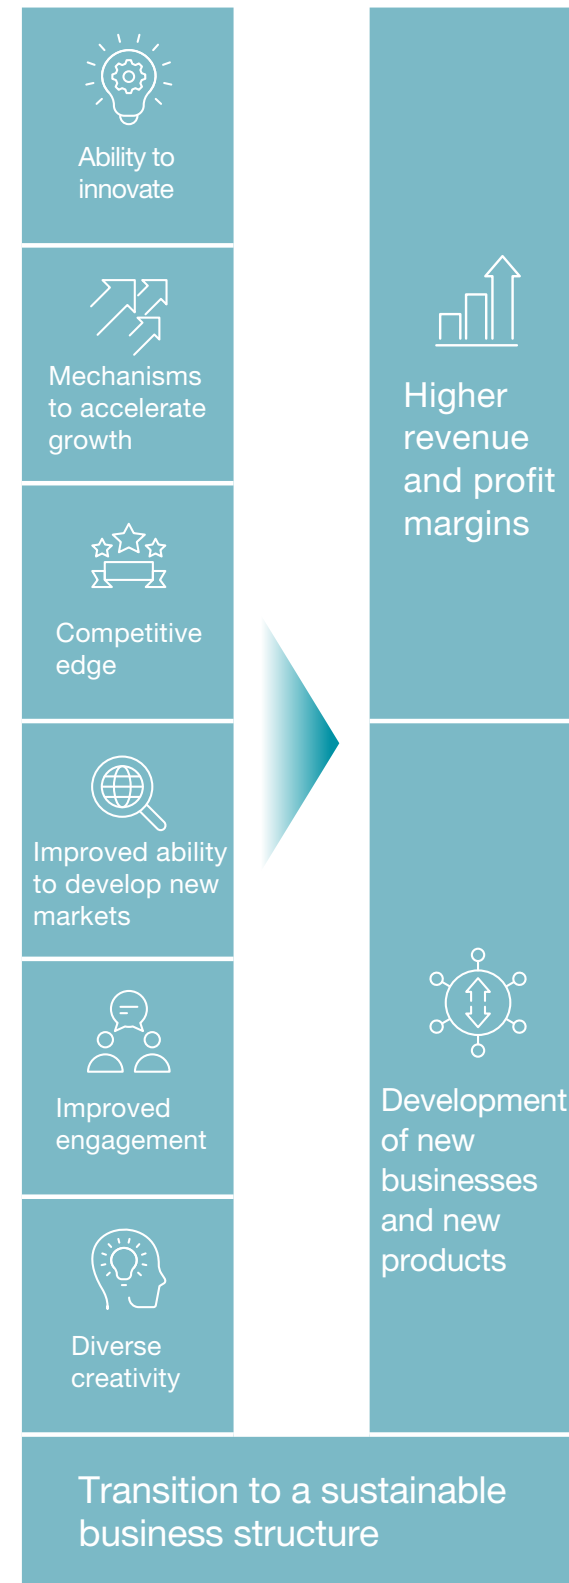 Ability to
innovate
Mechanisms
to accelerate
growth
Competitive
edge
Improved ability
to develop new
markets
Improved
engagement
Diverse
creativity
Higher
revenue
and profit
margins
Development
of new
businesses
and new
products
Transition to a sustainable
business structure